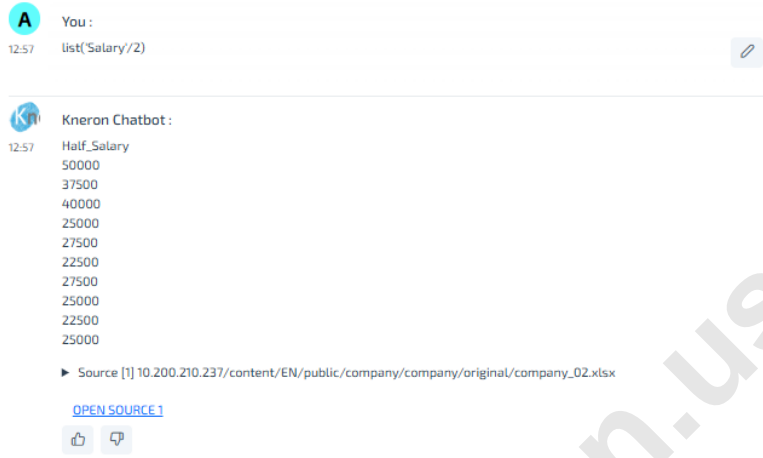 A
You :
12:57
list('Salary'/2)
Kn
Kneron Chatbot :
12:57
Half_Salary
50000
37500
40000
25000
27500
22500
27500
25000
22500
25000
▶ Source [1] 10.200.210.237/content/EN/public/company/company/original/company_02.xlsx
OPEN SOURCE 1
n.us